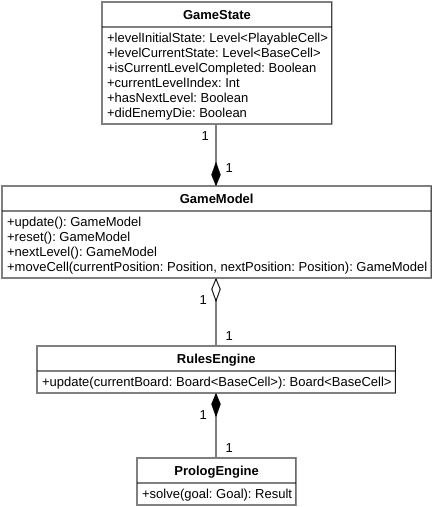 GameState
+levelInitialState: Level<PlayableCell>
+levelCurrentState: Level<BaseCell>
+isCurrentLevelCompleted: Boolean
+currentLevelIndex: Int
+hasNextLevel: Boolean
+didEnemyDie: Boolean
1
1
GameModel
+update(): GameModel
+reset(): GameModel
+nextLevel(): GameModel
+moveCell(currentPosition: Position, nextPosition: Position): GameModel
1
1
RulesEngine
+update(currentBoard: Board<BaseCell>): Board<BaseCell>
1
1
PrologEngine
+solve(goal: Goal): Result